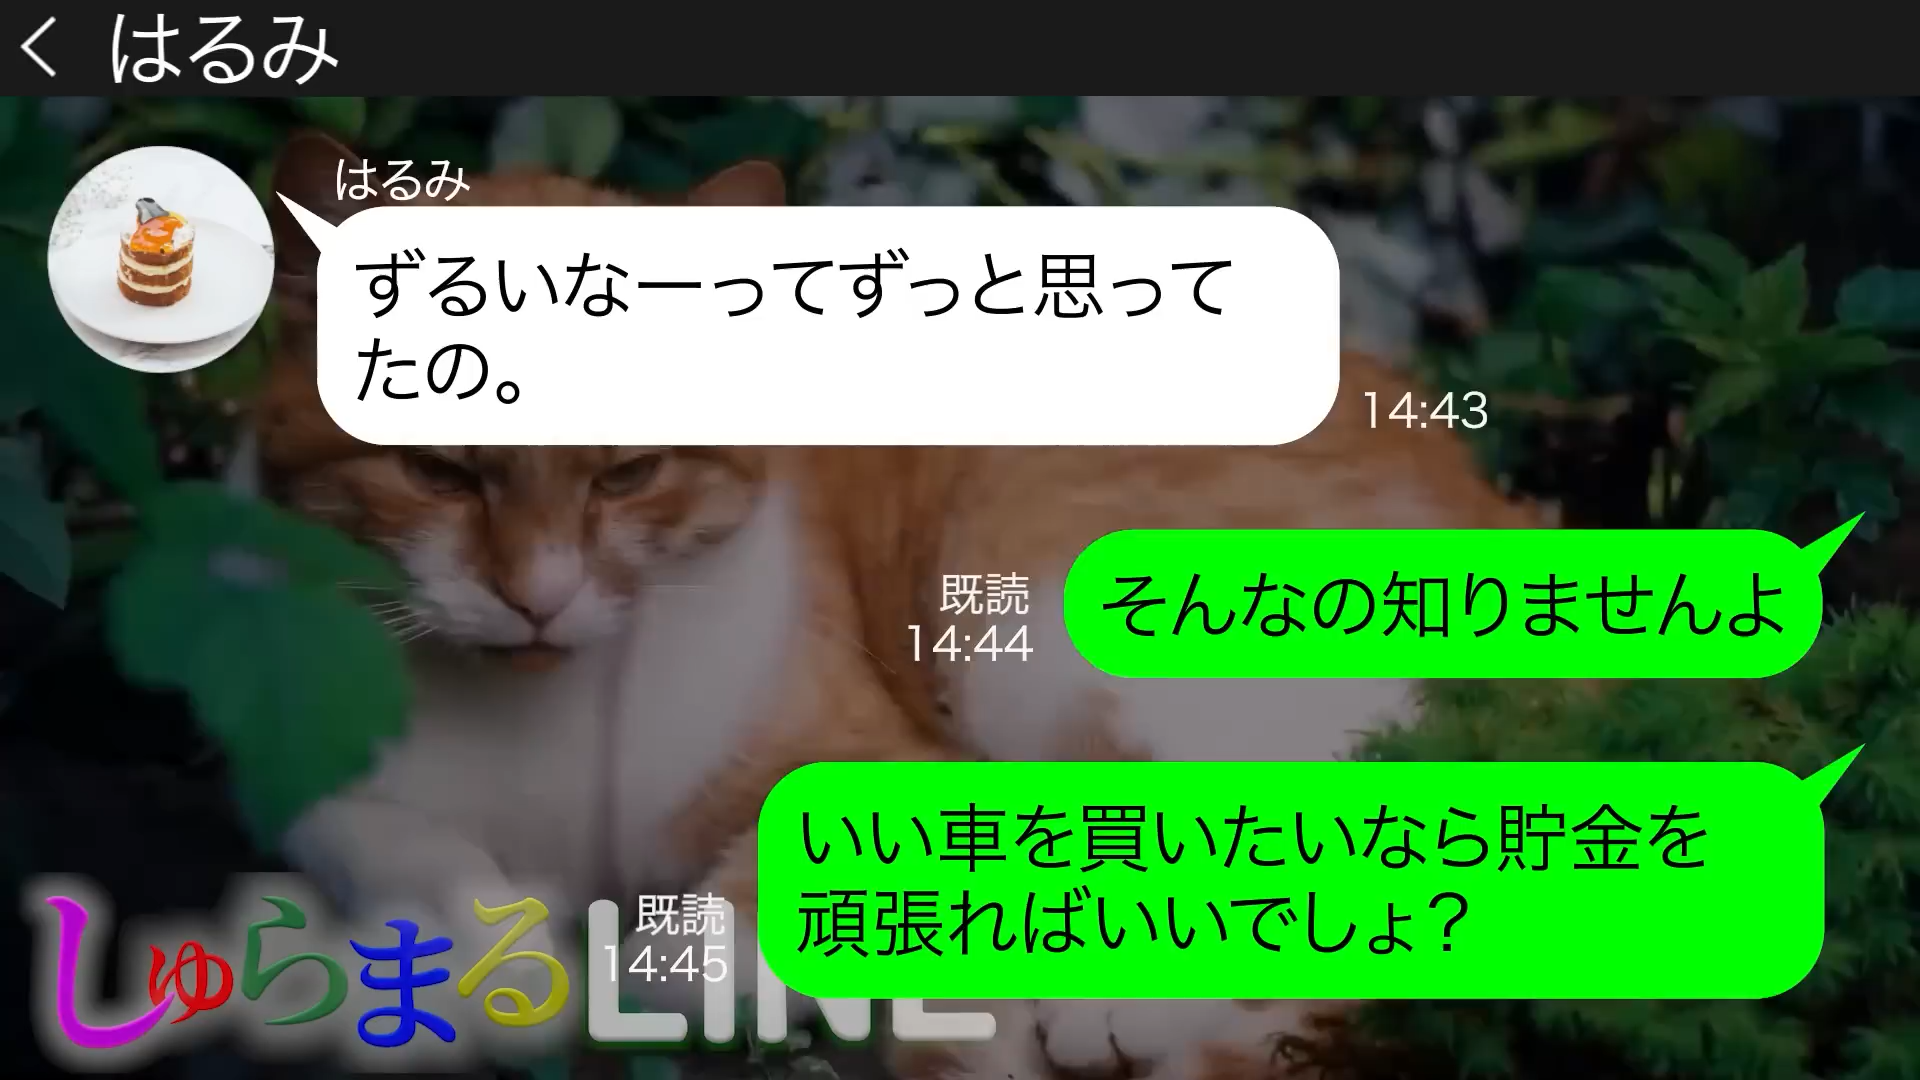 はるみ
はるみ
ずるいなーってずっと思って
たの。
14:43
そんなの知りませんよ
既読
14:44
いい車を買いたいなら貯金を
頑張ればいいでしょ？
既読
14:45
しゅらまるLINE